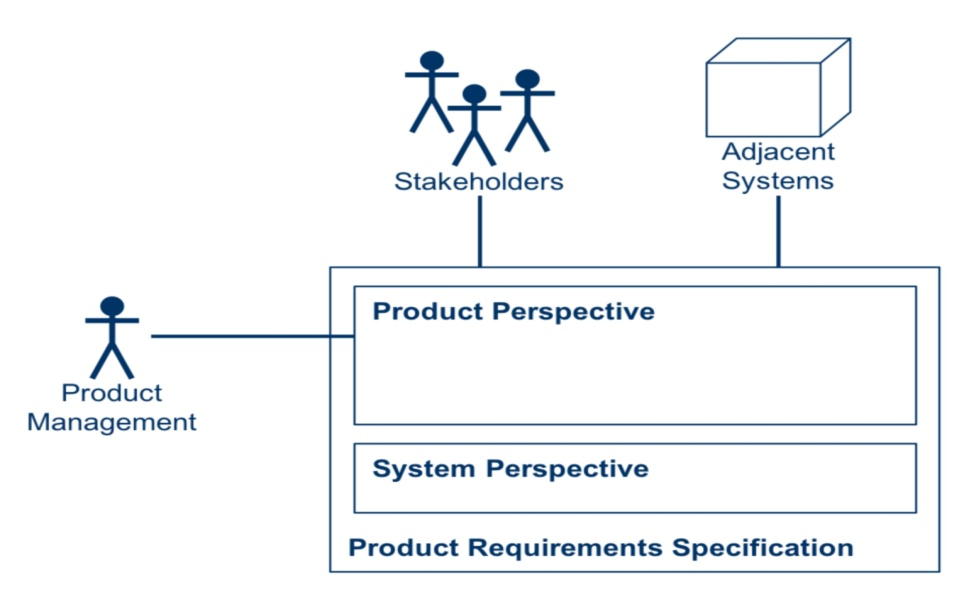 Stakeholders
Adjacent
Systems
Product
Management
Product Perspective
System Perspective
Product Requirements Specification